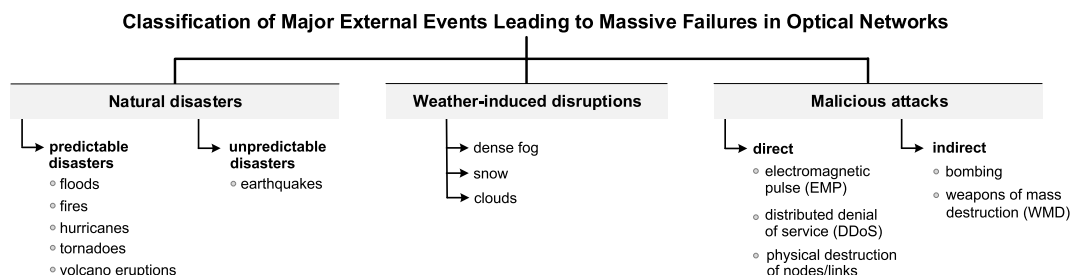 Classification of Major External Events Leading to Massive Failures in Optical Networks
Natural disasters
predictable
disasters
floods
fires
hurricanes
tornadoes
volcano eruptions
unpredictable
disasters
earthquakes
Weather-induced disruptions
dense fog
snow
clouds
Malicious attacks
direct
electromagnetic
pulse (EMP)
distributed denial
of service (DDoS)
physical destruction
of nodes/links
indirect
bombing
weapons of mass
destruction (WMD)